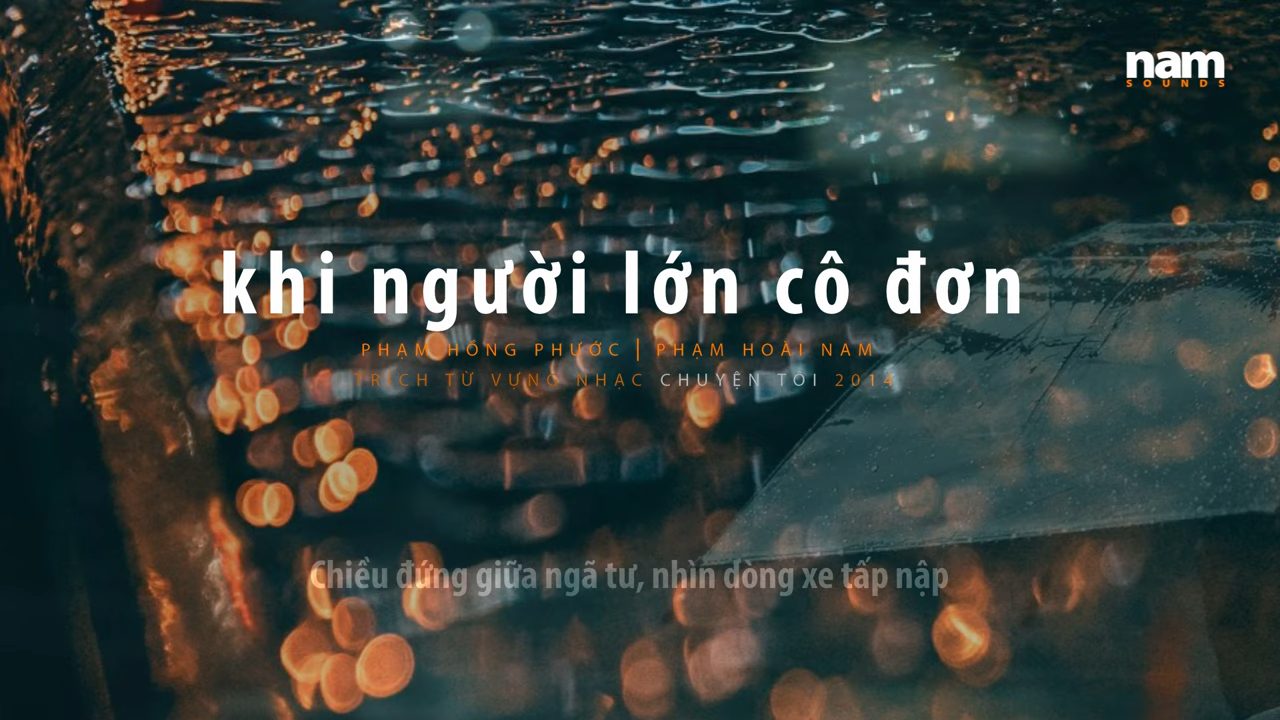 nam
SOUNDS
khi người lớn cô đơn
PHẠM HỒNG PHƯỚC | PHẠM HOÀI NAM
TRÍCH TỪ VỰNG NHẠC CHUYỆN TÔI 2014
Chiều đứng giữa ngã tư, nhìn dòng xe tấp nập